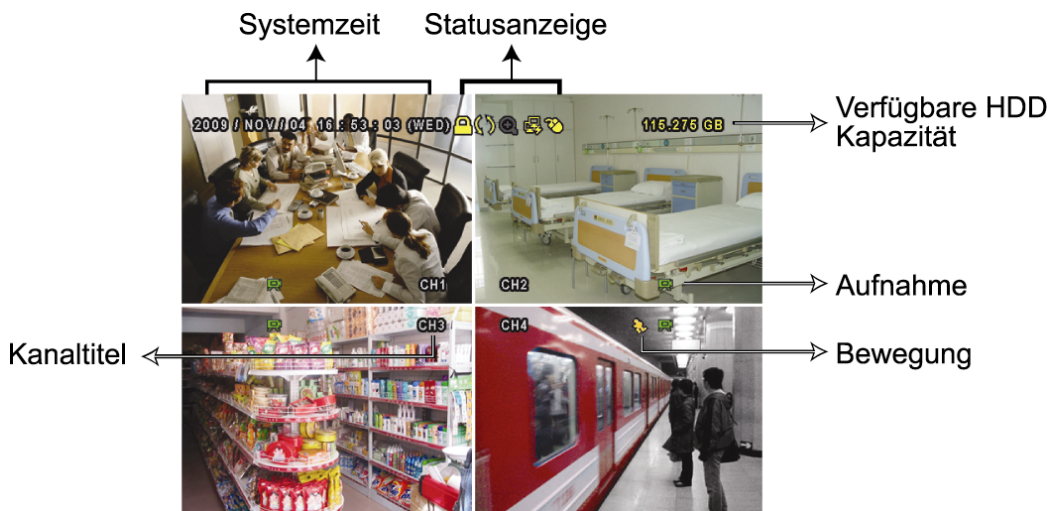 Systemzeit
Statusanzeige
2009 / NOV / 04 16 : 53 : 03 (WED)
115.275 GB
Verfügbare HDD
Kapazität
CH1
CH2
Aufnahme
CH3
CH4
Kanaltitel
Bewegung